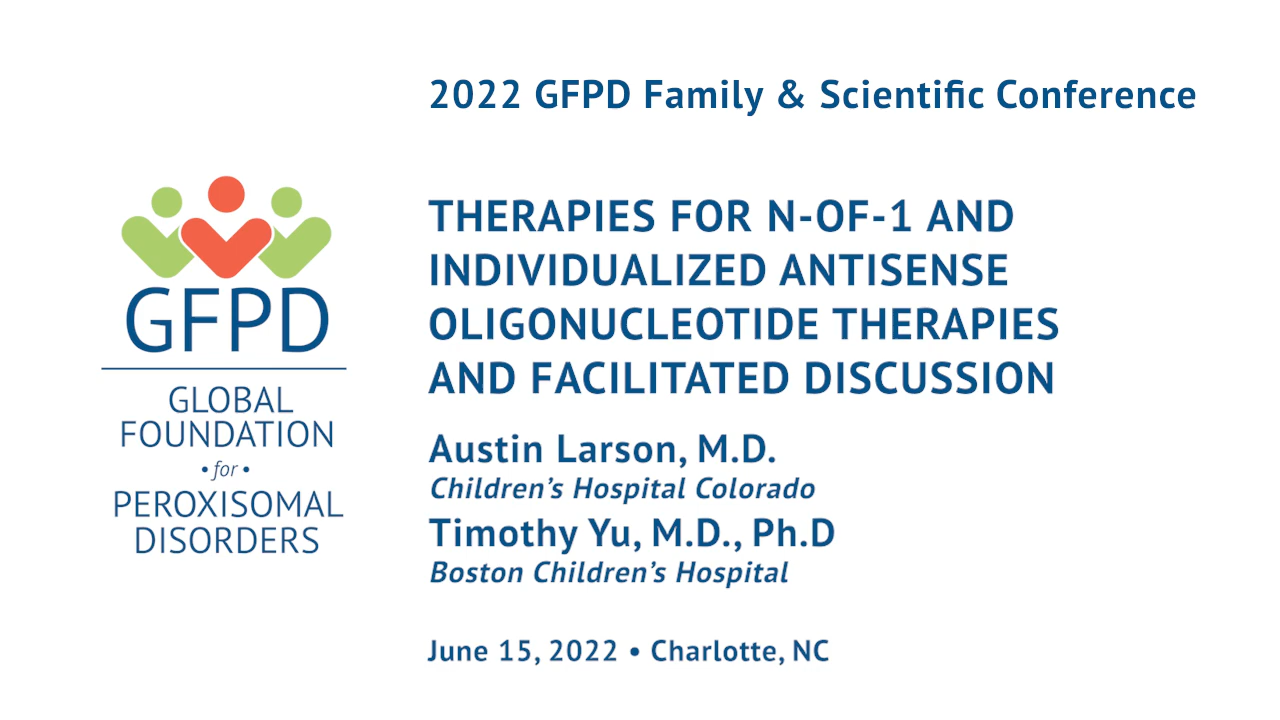 2022 GFPD Family & Scientific Conference
GFPD
GLOBAL
FOUNDATION
• for •
PEROXISOMAL
DISORDERS
THERAPIES FOR N-OF-1 AND
INDIVIDUALIZED ANTISENSE
OLIGONUCLEOTIDE THERAPIES
AND FACILITATED DISCUSSION
Austin Larson, M.D.
Children’s Hospital Colorado
Timothy Yu, M.D., Ph.D
Boston Children’s Hospital
June 15, 2022 • Charlotte, NC